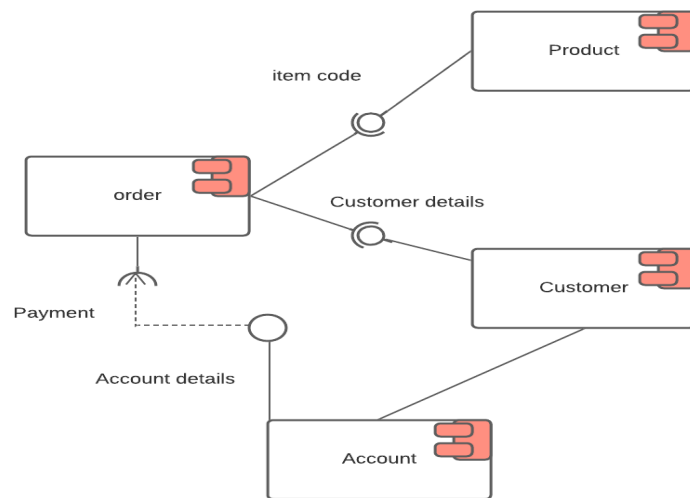 Product
item code
order
Customer details
Customer
Payment
Account details
Account